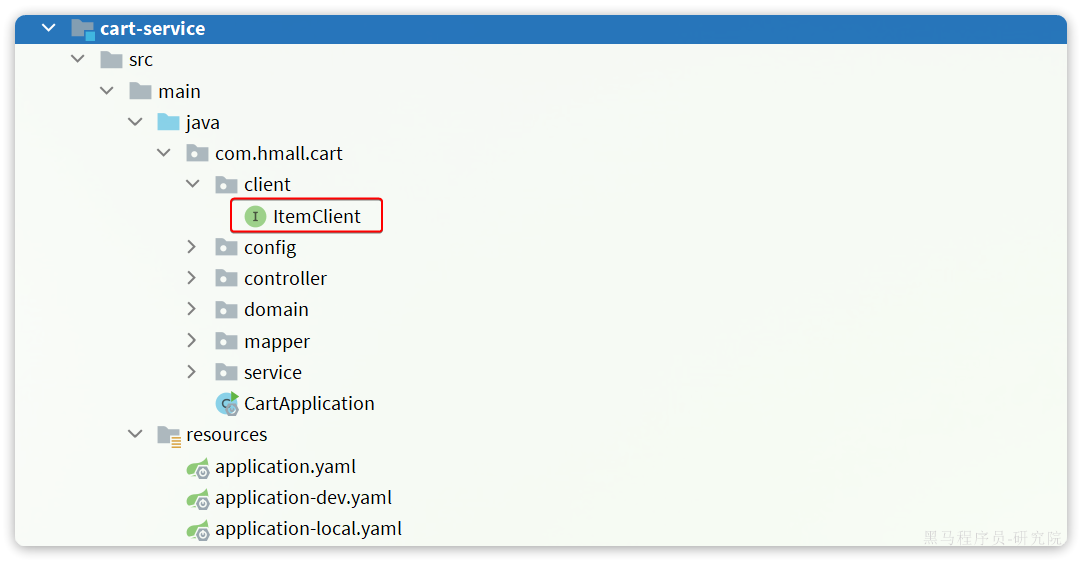 cart-service
src
main
java
com.hmall.cart
client
I ItemClient
config
controller
domain
mapper
service
C CartApplication
resources
application.yaml
application-dev.yaml
application-local.yaml
黑马程序员-研究院